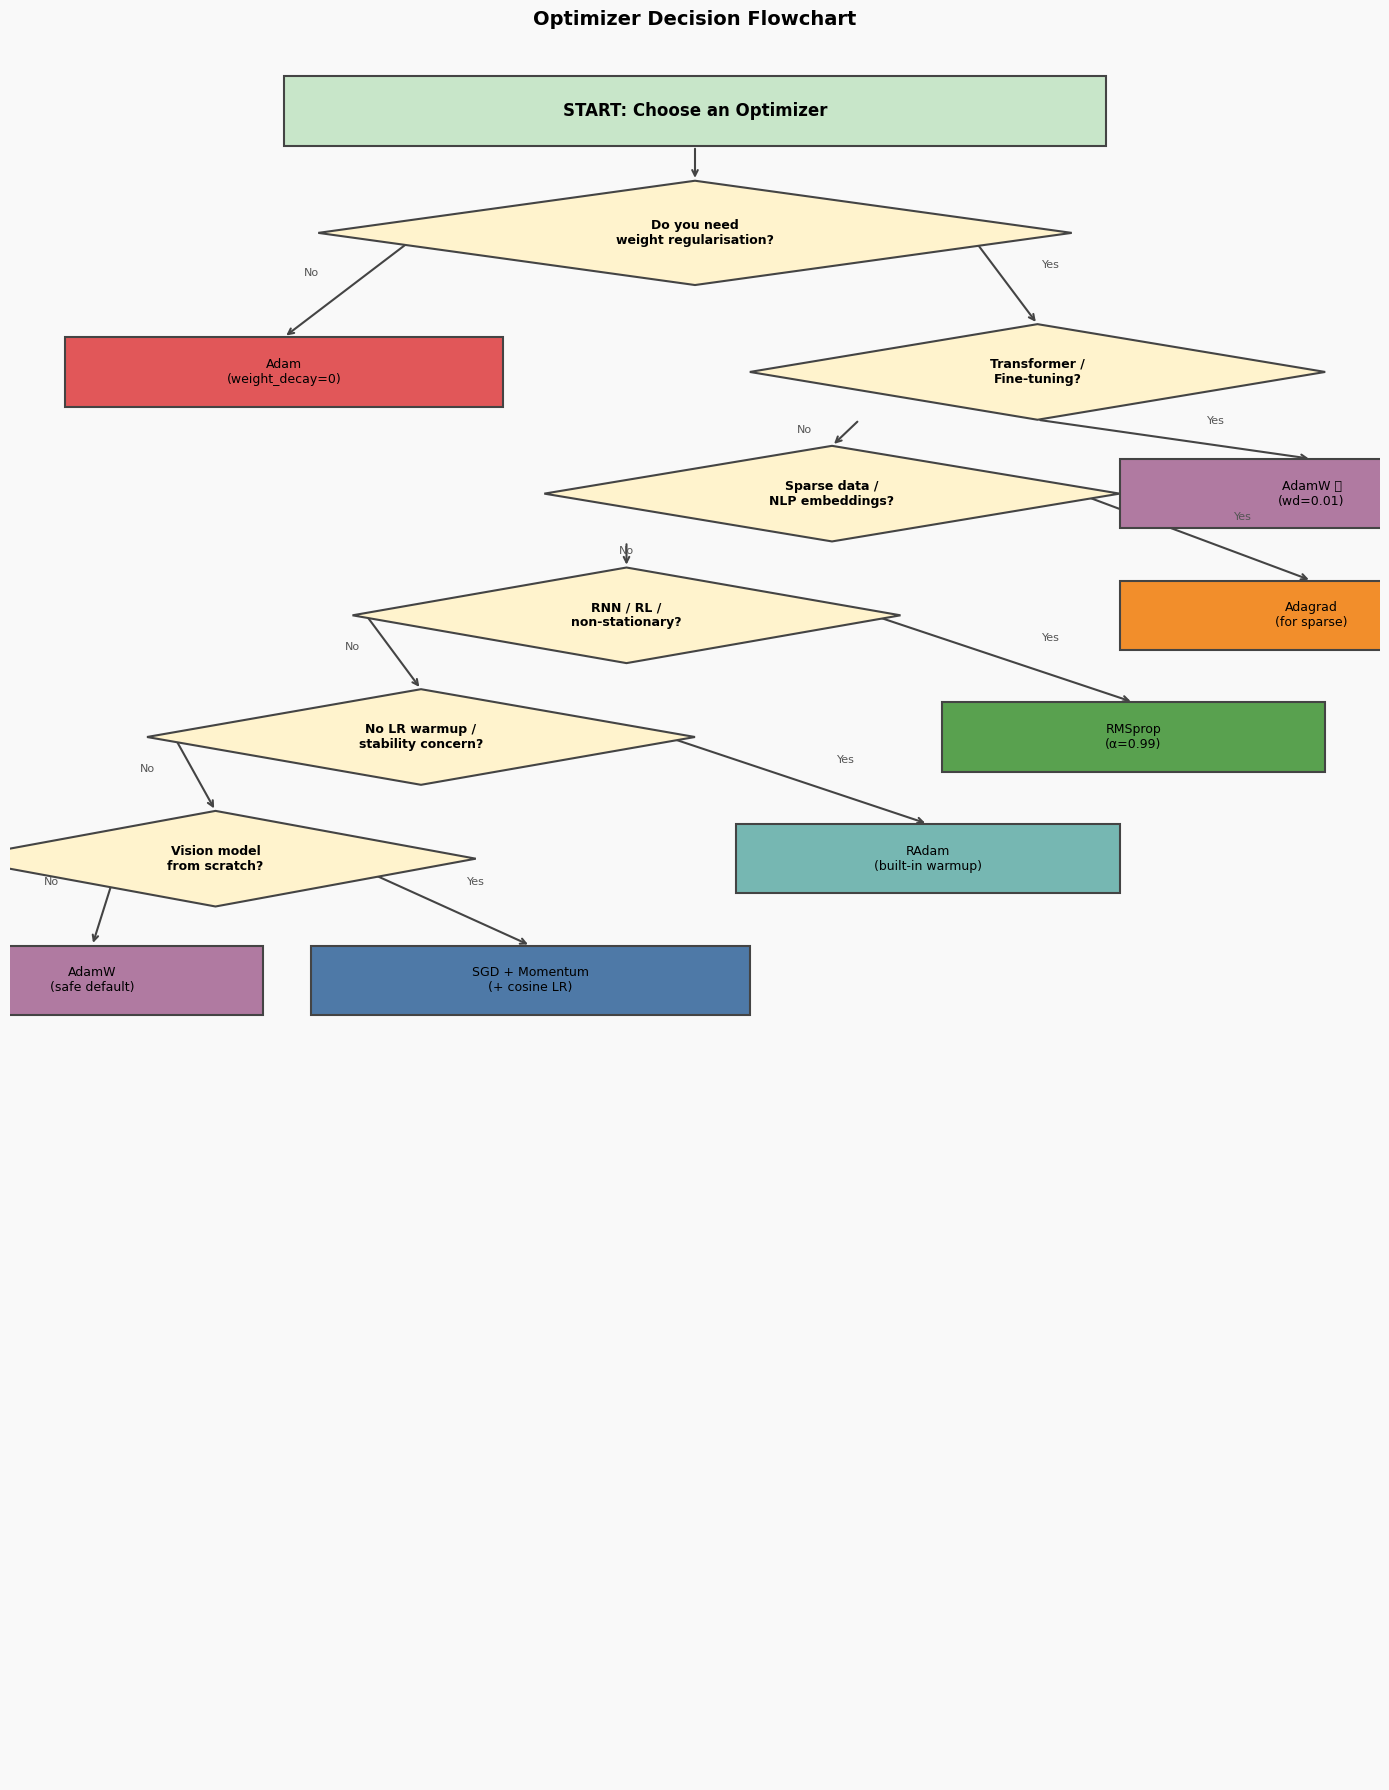 Optimizer Decision Flowchart
START: Choose an Optimizer
Do you need
weight regularisation?
No
Yes
Adam
(weight_decay=0)
Transformer /
Fine-tuning?
No
Yes
Sparse data /
NLP embeddings?
AdamW
(wd=0.01)
Yes
No
RNN / RL /
non-stationary?
Adagrad
(for sparse)
No
Yes
No LR warmup /
stability concern?
RMSprop
(α=0.99)
No
Yes
Vision model
from scratch?
RAdam
(built-in warmup)
No
Yes
AdamW
(safe default)
SGD + Momentum
(+ cosine LR)